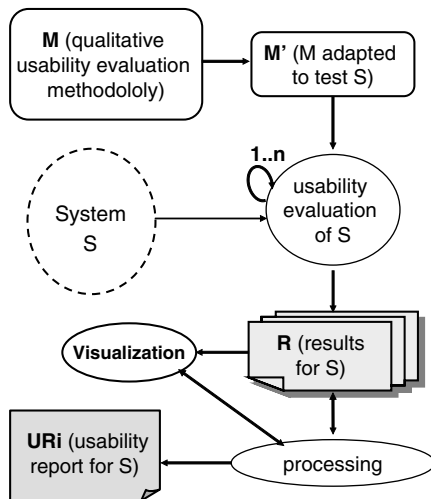 M (qualitative
usability evaluation
methodololy)
M' (M adapted
to test S)
1..n
System
S
usability
evaluation
of S
R (results
for S)
Visualization
URi (usability
report for S)
processing